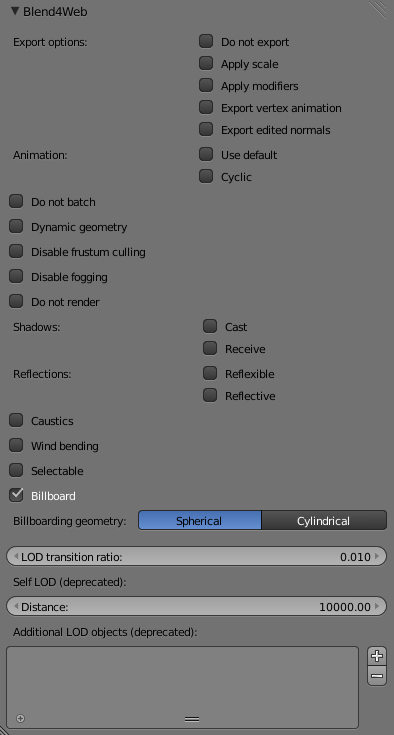 Blend4Web
Export options: Do not export
Apply scale
Apply modifiers
Export vertex animation
Export edited normals
Animation: Use default
Cyclic
Do not batch
Dynamic geometry
Disable frustum culling
Disable fogging
Do not render
Shadows: Cast
Receive
Reflections: Reflexible
Reflective
Caustics
Wind bending
Selectable
Billboard
Billboarding geometry: Spherical Cylindrical
LOD transition ratio: 0.010
Self LOD (deprecated):
Distance: 10000.00
Additional LOD objects (deprecated):